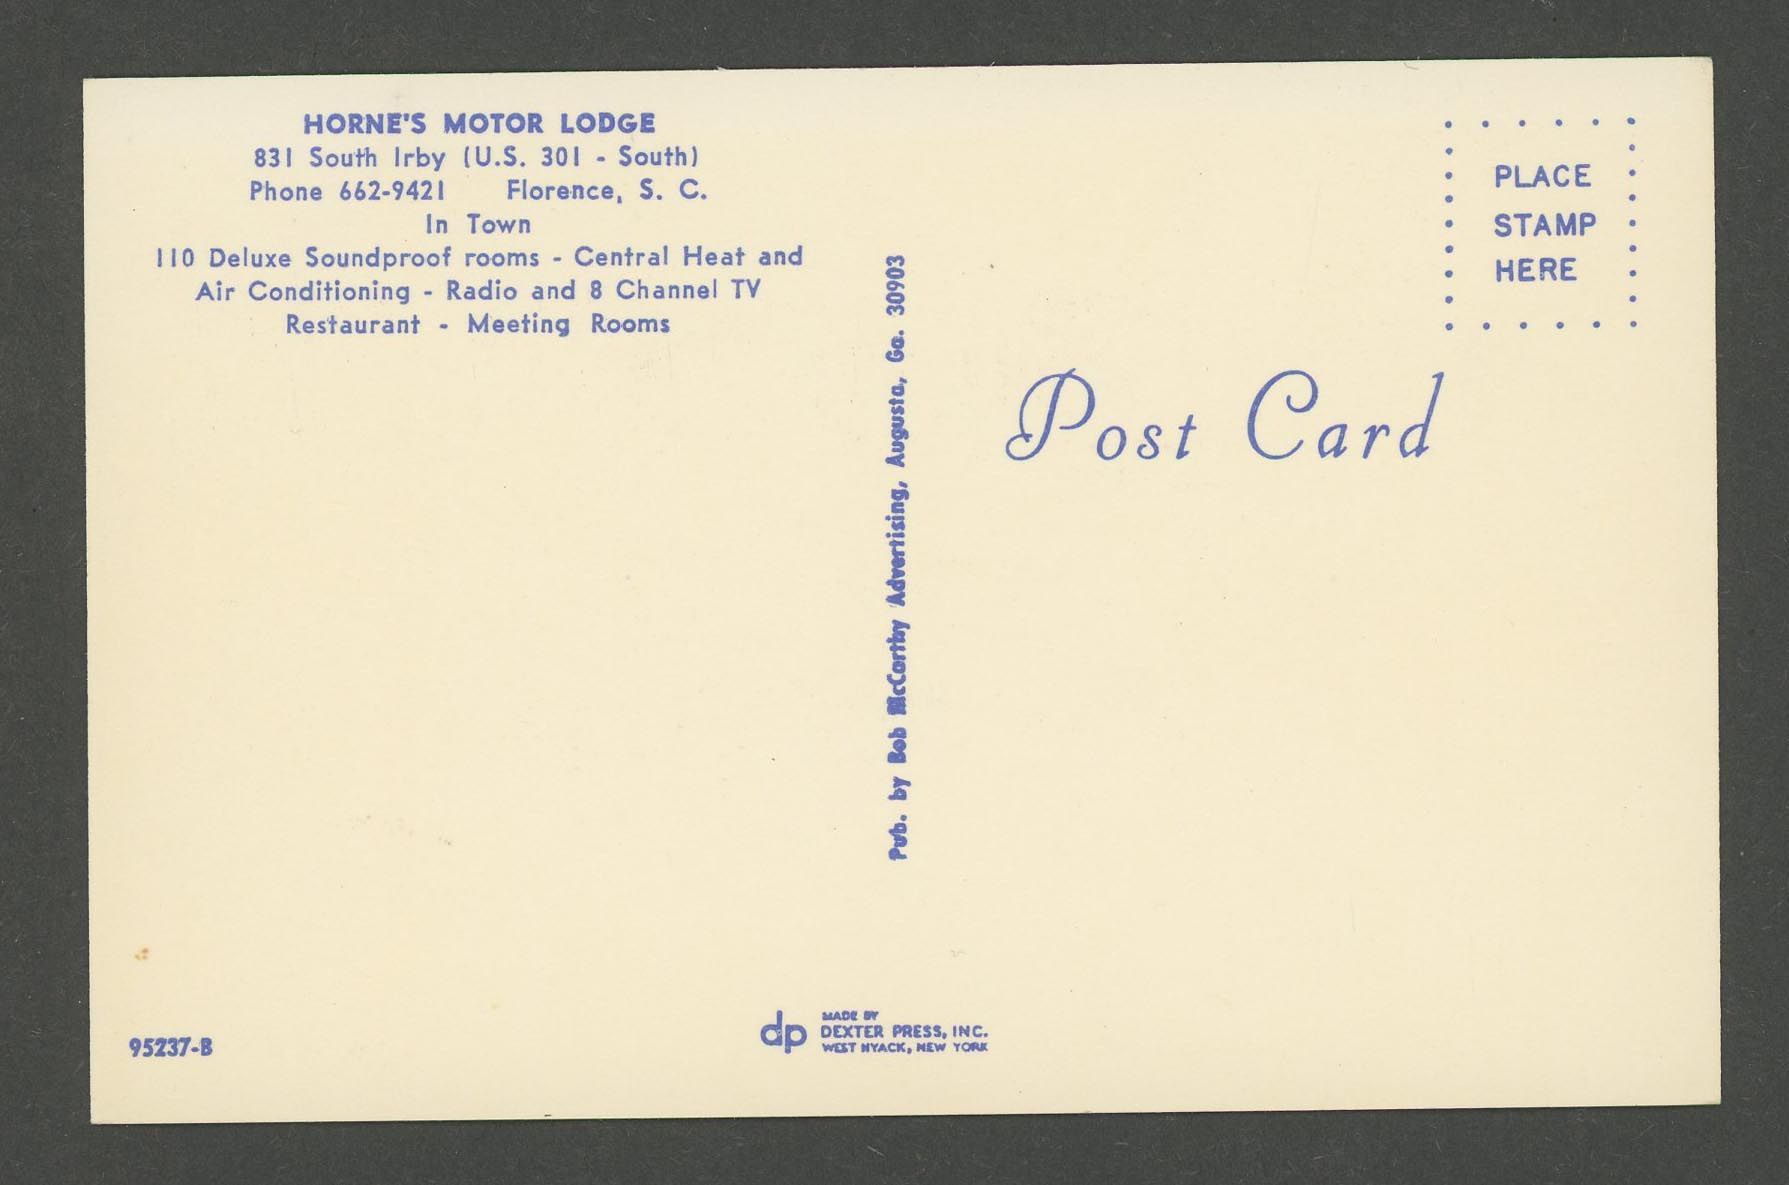 HORNE'S MOTOR LODGE
831 South Irby (U.S. 301 - South)
Phone 662-9421 Florence, S. C.
In Town
110 Deluxe Soundproof rooms - Central Heat and
Air Conditioning - Radio and 8 Channel TV
Restaurant - Meeting Rooms
95237-B
Pub. by Bob McCarthy Advertising, Augusta, Ga. 30903
dp
MADE BY
DEXTER PRESS, INC.
WEST NYACK, NEW YORK
PLACE
STAMP
HERE
Post Card